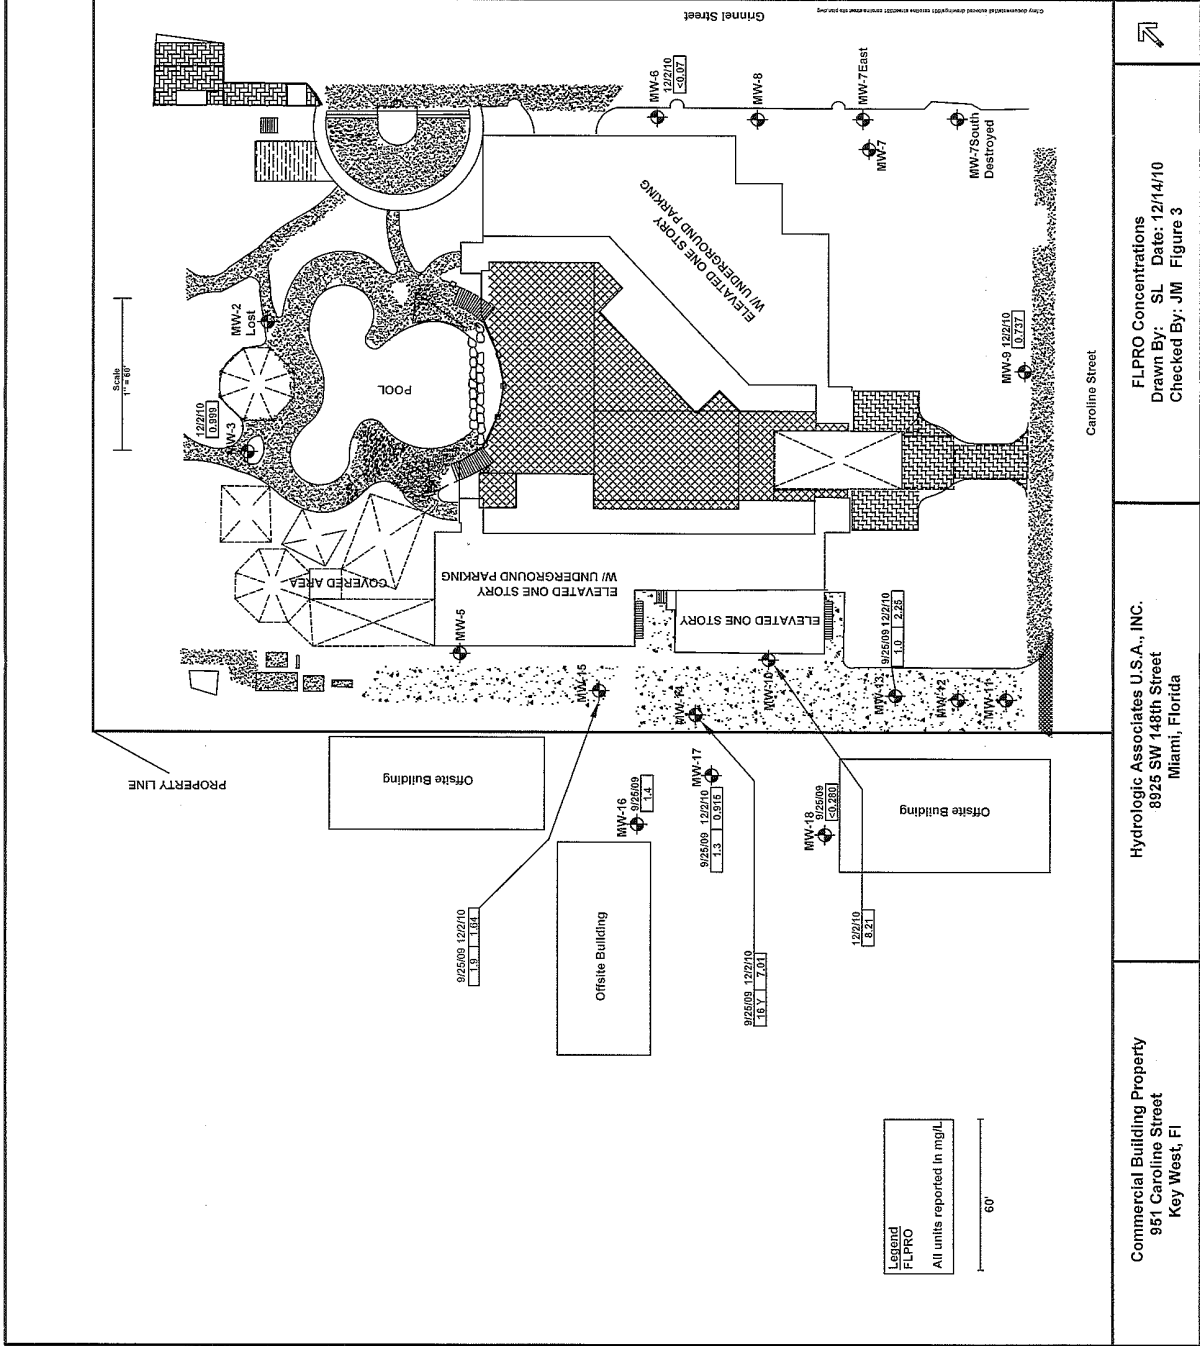 PROPERTY LINE
Scale
1" = 60'
12/2/10
0.999
MW-3
MW-2
Lost
POOL
COVERED AREA
ELEVATED ONE STORY
W/ UNDERGROUND PARKING
ELEVATED ONE STORY
W/ UNDERGROUND PARKING
ELEVATED ONE STORY
Grinnel Street
MW-6
12/2/10
<0.07
MW-8
MW-7East
MW-7
MW-7South
Destroyed
MW-9 12/2/10
0.737
Caroline Street
MW-5
MW-15
MW-14
MW-10
MW-13
9/25/09 12/2/10
1.0 2.25
MW-12
MW-11
Offsite Building
MW-16
9/25/09
1.4
MW-17
9/25/09 12/2/10
1.3 0.915
MW-18
9/25/09
<0.280
Offsite Building
Offsite Building
9/25/09 12/2/10
1.9 1.64
9/25/09 12/2/10
16 Y 7.01
12/2/10
8.21
Legend
FLPRO
All units reported in mg/L
60'
Commercial Building Property
951 Caroline Street
Key West, Fl
Hydrologic Associates U.S.A., INC.
8925 SW 148th Street
Miami, Florida
FLPRO Concentrations
Drawn By: SL Date: 12/14/10
Checked By: JM Figure 3